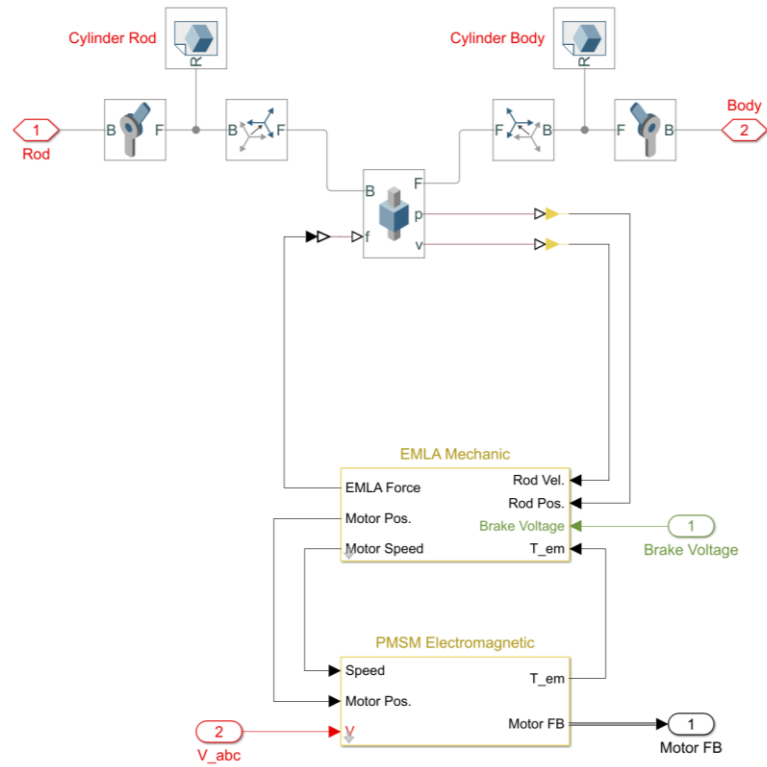 Cylinder Rod
Cylinder Body
R
R
1
Rod
B
F
B
F
F
B
F
B
Body
2
B
F
p
f
v
EMLA Mechanic
EMLA Force
Rod Vel.
Rod Pos.
Motor Pos.
Brake Voltage
1
Brake Voltage
Motor Speed
T_em
PMSM Electromagnetic
Speed
T_em
Motor Pos.
2
V_abc
V
Motor FB
1
Motor FB